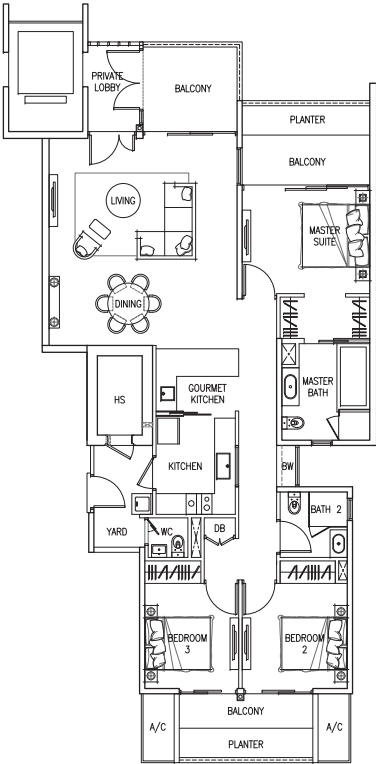 PRIVATE
LOBBY
BALCONY
PLANTER
BALCONY
LIVING
MASTER
SUITE
DINING
MASTER
BATH
HS
GOURMET
KITCHEN
KITCHEN
BW
BATH 2
YARD
WC
DB
BEDROOM
3
BEDROOM
2
BALCONY
A/C
A/C
PLANTER